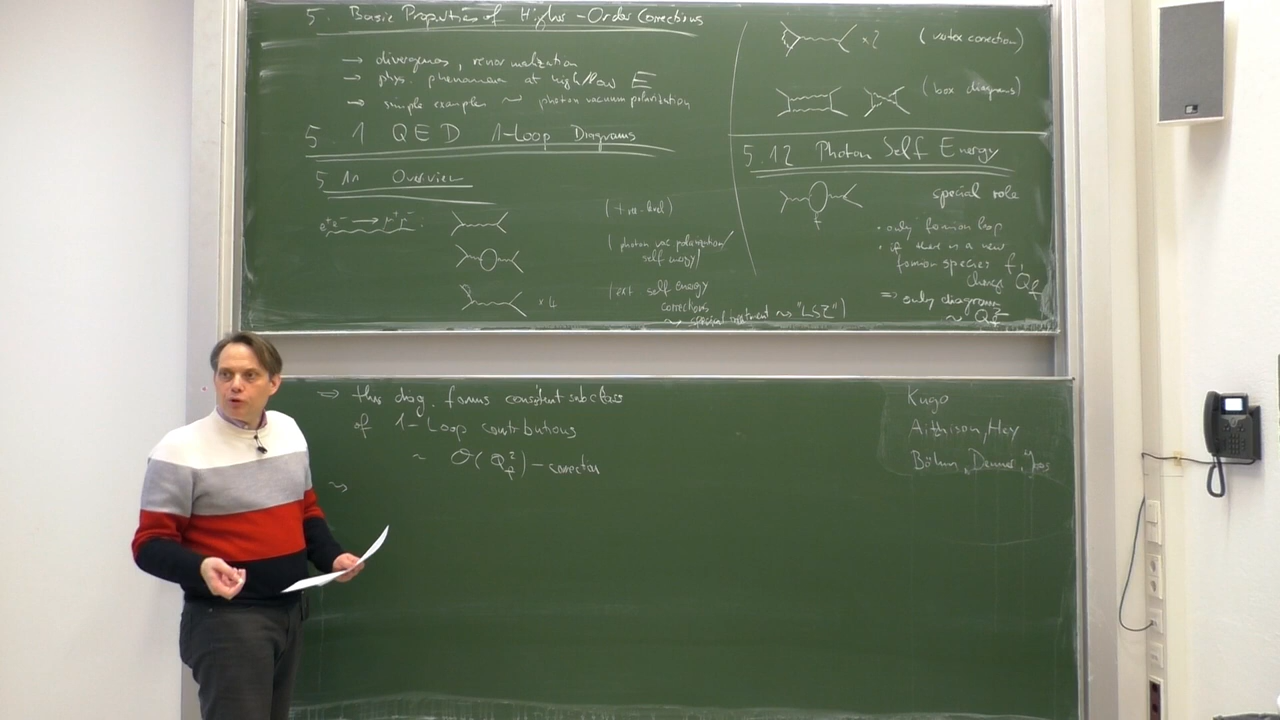 5. Basic Properties of Higher-Order Corrections
→ divergences, renormalization
→ phys. phenomena at high/low E
→ simple examples ~ photon vacuum polarization
5.1 QED 1-Loop Diagrams
5.1.1 Overview
e⁺e⁻ → μ⁺μ⁻ :
(tree-level)
(photon vac polarization/
self energy)
× 4
(ext. self energy
corrections
~> special treatment ~> "LSZ")
× 2
(vertex correction)
(box diagrams)
5.1.2 Photon Self Energy
f
special role
• only fermion loop
• if there is a new
fermion species f,
charge Q_f
⇒ only diagram
~ Q_f²
⇒ this diag. forms consistent subclass
of 1-Loop contributions
~ O(Q_f²) - correction
~>
Kugo
Aitchison, Hey
Böhm, Denner, Joos